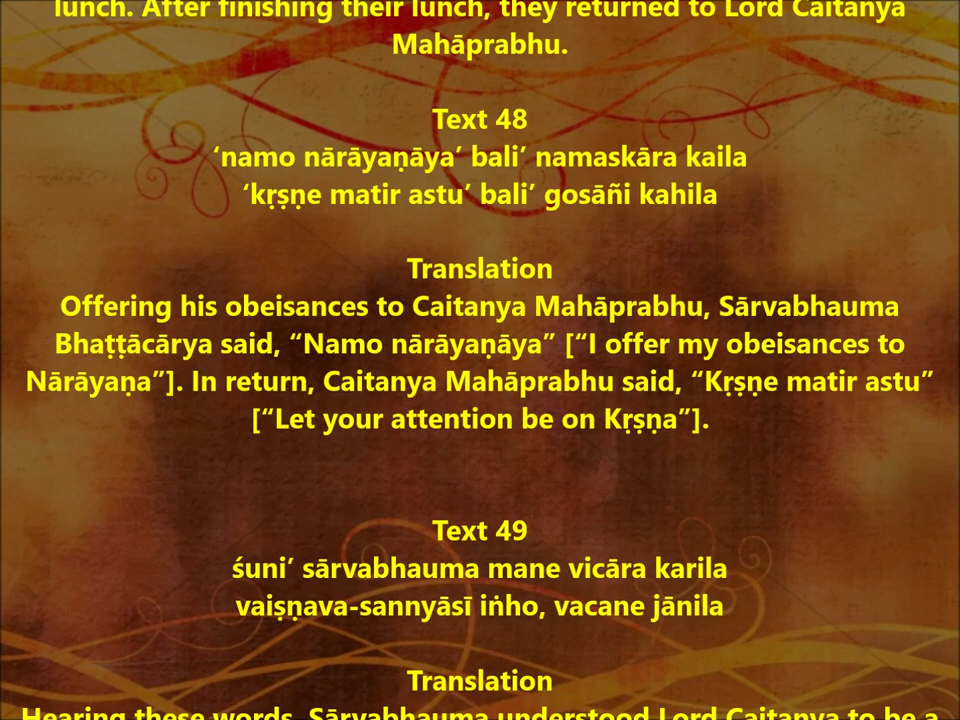 lunch. After finishing their lunch, they returned to Lord Caitanya
Mahāprabhu.
Text 48
‘namo nārāyaṇāya’ bali’ namaskāra kaila
‘kṛṣṇe matir astu’ bali’ gosāñi kahila
Translation
Offering his obeisances to Caitanya Mahāprabhu, Sārvabhauma
Bhaṭṭācārya said, “Namo nārāyaṇāya” [“I offer my obeisances to
Nārāyaṇa”]. In return, Caitanya Mahāprabhu said, “Kṛṣṇe matir astu”
[“Let your attention be on Kṛṣṇa”].
Text 49
śuni’ sārvabhauma mane vicāra karila
vaiṣṇava-sannyāsī iṅho, vacane jānila
Translation
Hearing these words, Sārvabhauma understood Lord Caitanya to be a